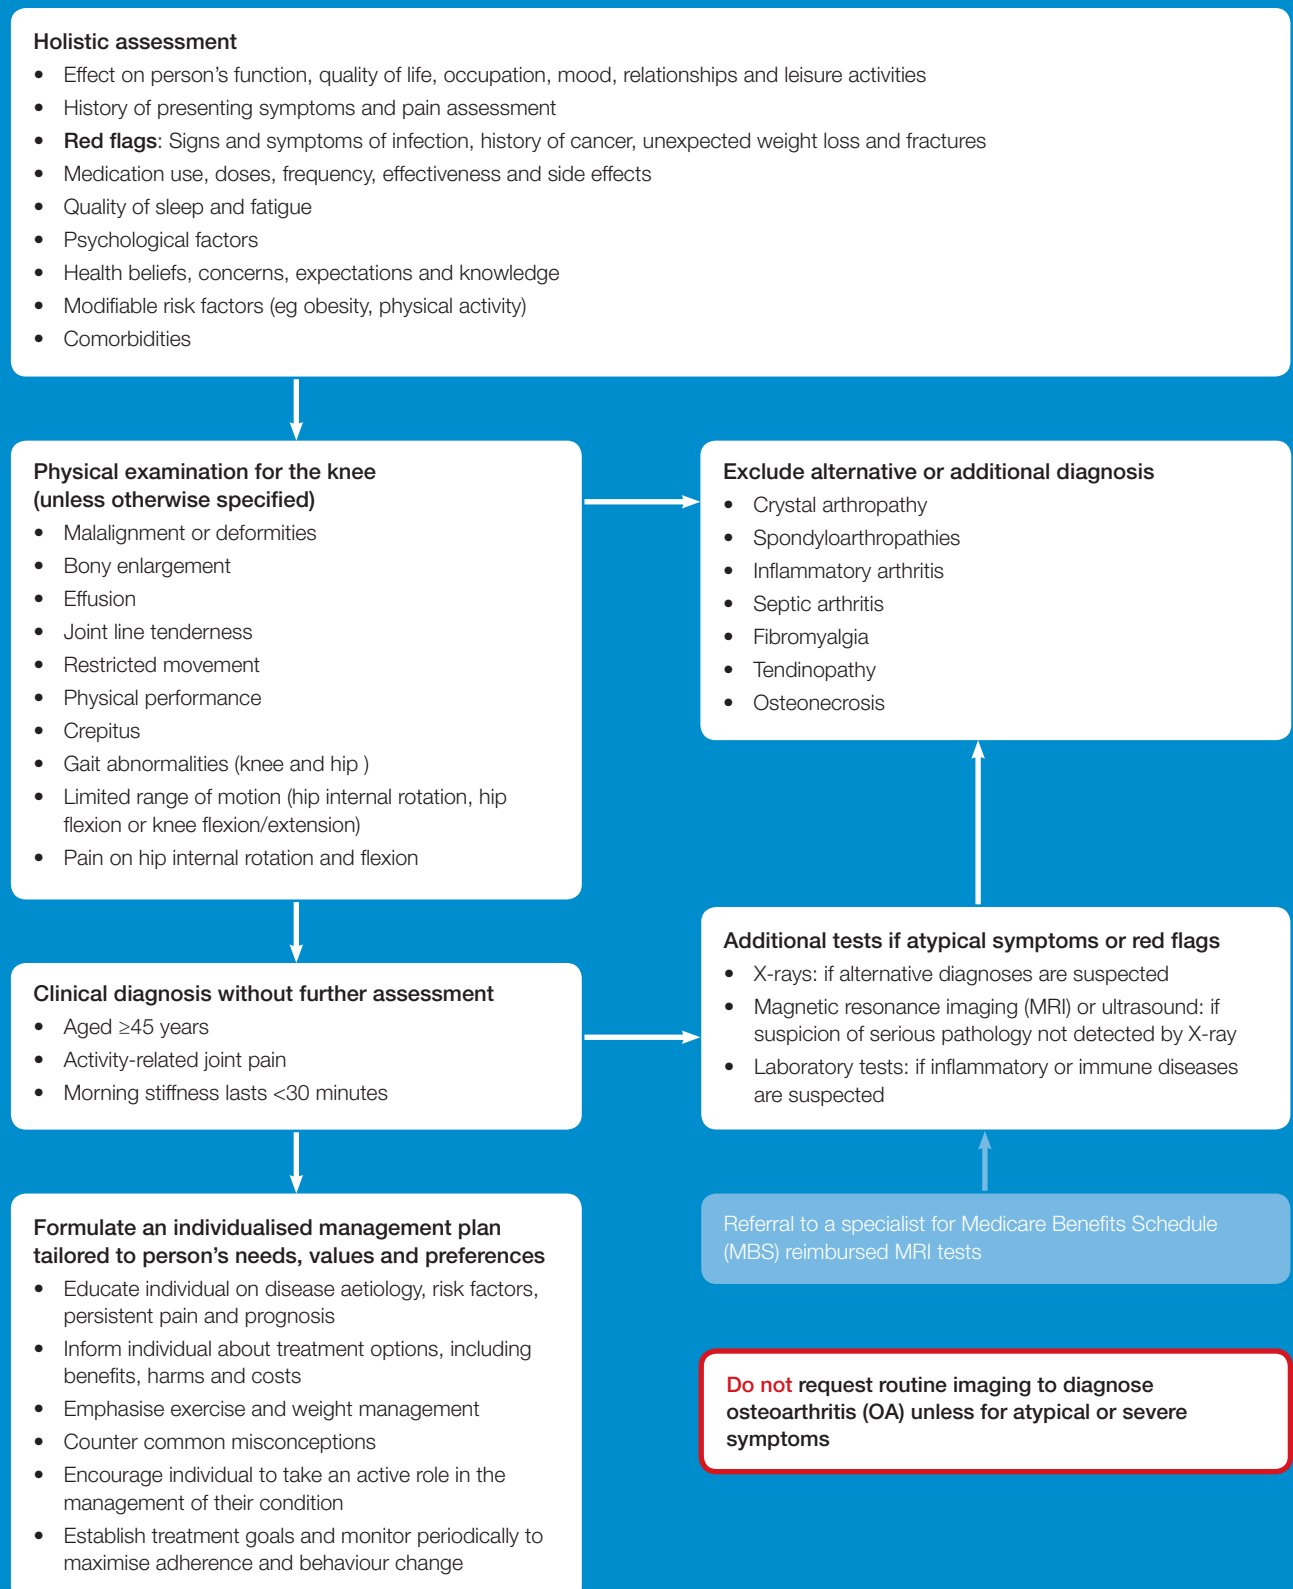 Holistic assessment
• Effect on person's function, quality of life, occupation, mood, relationships and leisure activities
• History of presenting symptoms and pain assessment
• Red flags: Signs and symptoms of infection, history of cancer, unexpected weight loss and fractures
• Medication use, doses, frequency, effectiveness and side effects
• Quality of sleep and fatigue
• Psychological factors
• Health beliefs, concerns, expectations and knowledge
• Modifiable risk factors (eg obesity, physical activity)
• Comorbidities
Physical examination for the knee
(unless otherwise specified)
• Malalignment or deformities
• Bony enlargement
• Effusion
• Joint line tenderness
• Restricted movement
• Physical performance
• Crepitus
• Gait abnormalities (knee and hip )
• Limited range of motion (hip internal rotation, hip
flexion or knee flexion/extension)
• Pain on hip internal rotation and flexion
Exclude alternative or additional diagnosis
• Crystal arthropathy
• Spondyloarthropathies
• Inflammatory arthritis
• Septic arthritis
• Fibromyalgia
• Tendinopathy
• Osteonecrosis
Clinical diagnosis without further assessment
• Aged ≥45 years
• Activity-related joint pain
• Morning stiffness lasts <30 minutes
Additional tests if atypical symptoms or red flags
• X-rays: if alternative diagnoses are suspected
• Magnetic resonance imaging (MRI) or ultrasound: if
suspicion of serious pathology not detected by X-ray
• Laboratory tests: if inflammatory or immune diseases
are suspected
Formulate an individualised management plan
tailored to person's needs, values and preferences
• Educate individual on disease aetiology, risk factors,
persistent pain and prognosis
• Inform individual about treatment options, including
benefits, harms and costs
• Emphasise exercise and weight management
• Counter common misconceptions
• Encourage individual to take an active role in the
management of their condition
• Establish treatment goals and monitor periodically to
maximise adherence and behaviour change
Referral to a specialist for Medicare Benefits Schedule
(MBS) reimbursed MRI tests
Do not request routine imaging to diagnose
osteoarthritis (OA) unless for atypical or severe
symptoms